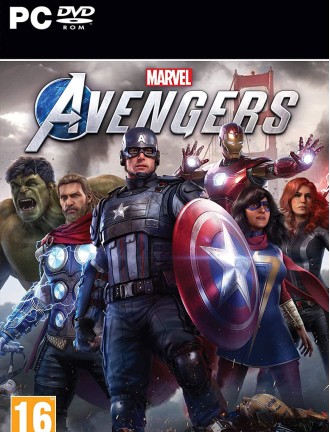 PC DVD
ROM
MARVEL
AVENGERS
A
16